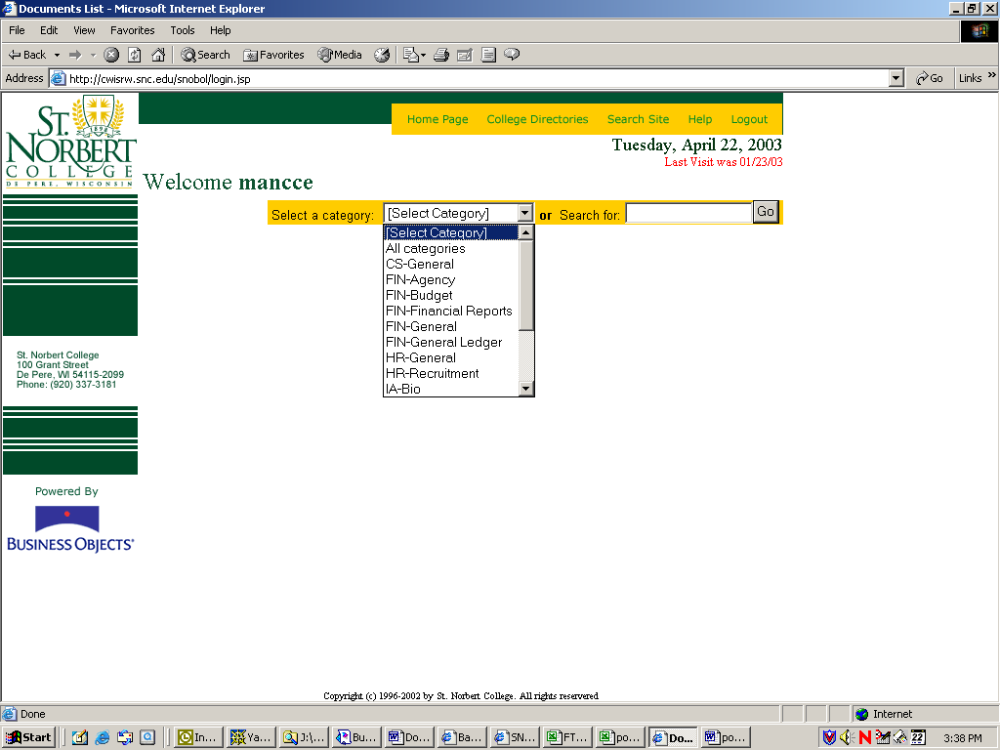 Documents List - Microsoft Internet Explorer
File Edit View Favorites Tools Help
Back Search Favorites Media
Address http://cwisrw.snc.edu/snobol/login.jsp Go Links »
ST. NORBERT COLLEGE
1898
DE PERE, WISCONSIN
Home Page College Directories Search Site Help Logout
Tuesday, April 22, 2003
Last Visit was 01/23/03
Welcome mancce
Select a category: [Select Category] or Search for: Go
[Select Category]
All categories
CS-General
FIN-Agency
FIN-Budget
FIN-Financial Reports
FIN-General
FIN-General Ledger
HR-General
HR-Recruitment
IA-Bio
St. Norbert College
100 Grant Street
De Pere, WI 54115-2099
Phone: (920) 337-3181
Powered By
BUSINESS OBJECTS
Copyright (c) 1996-2002 by St. Norbert College. All rights reserverd
Done Internet
Start In... Ya... J:\... Bu... Do... Ba... SN... FT... po... Do... po... 22 3:38 PM